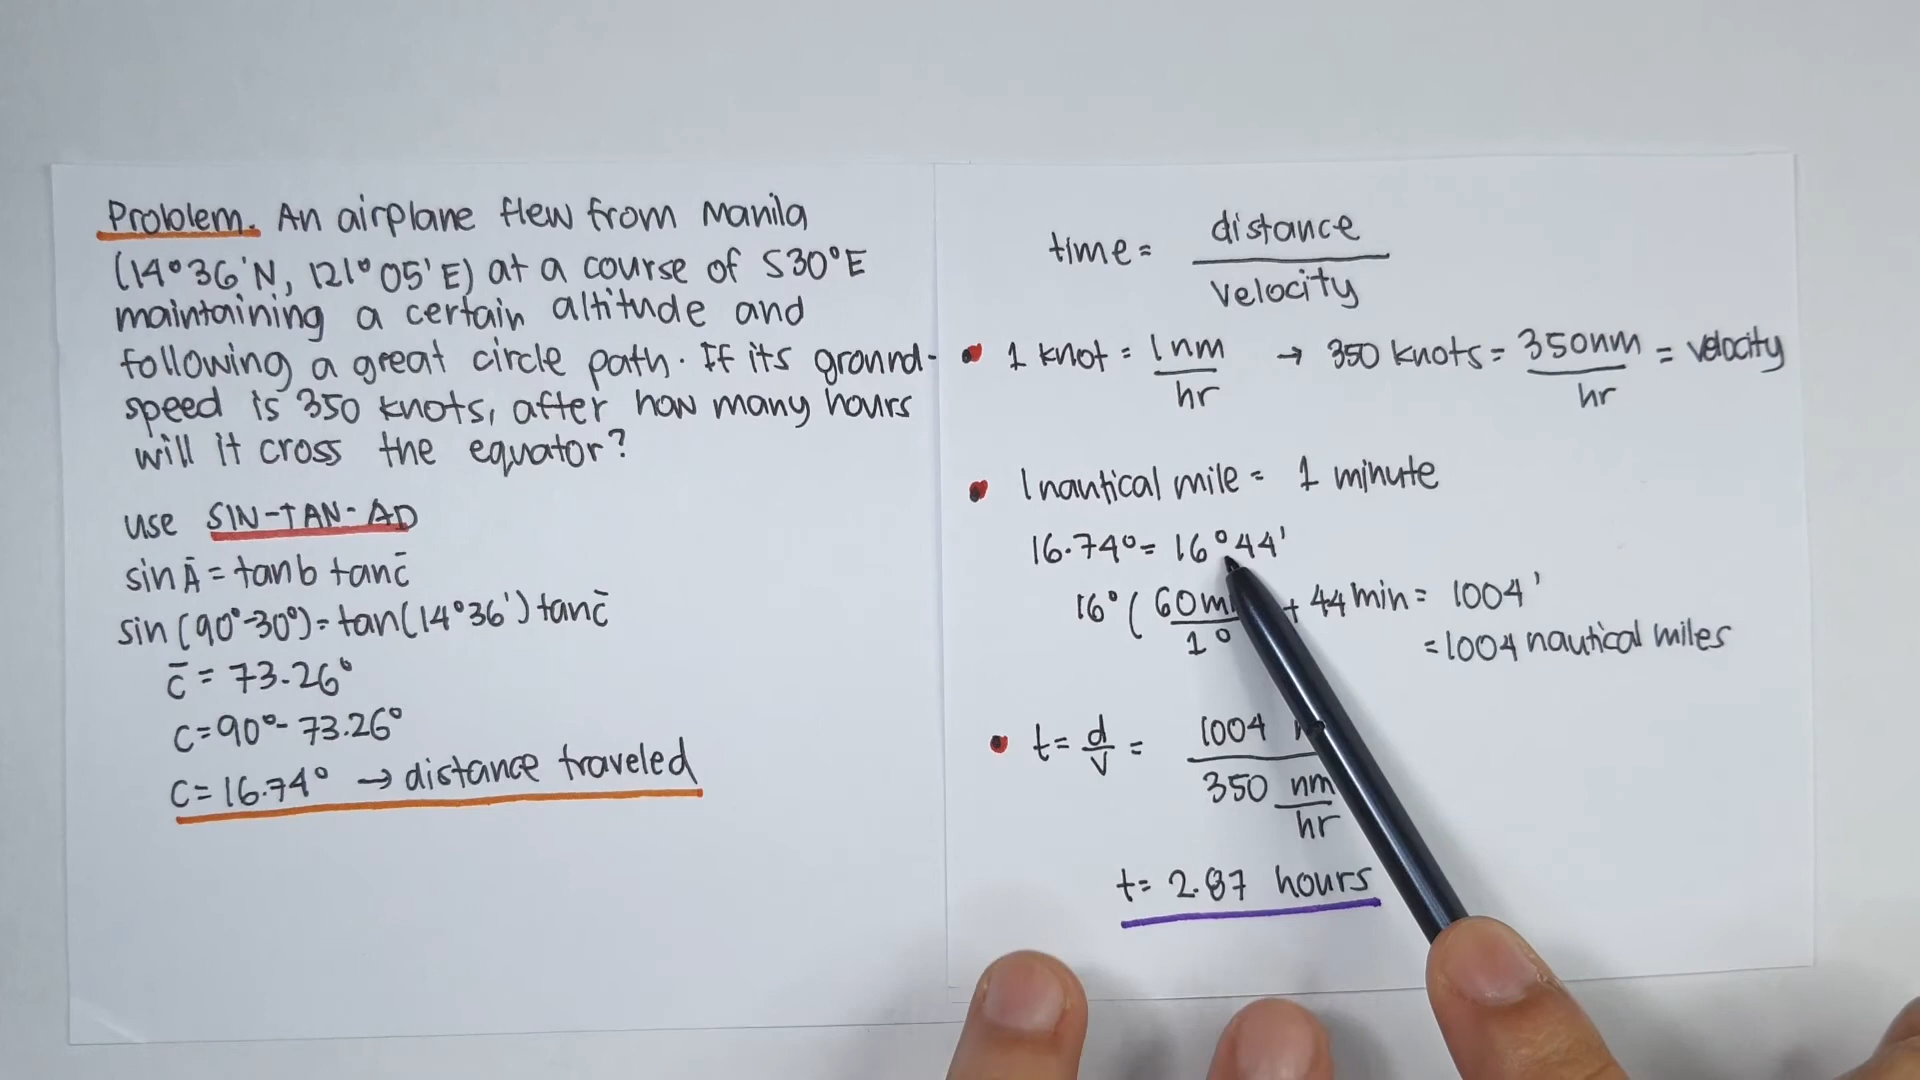 Problem. An airplane flew from Manila
(14°36'N, 121°05'E) at a course of S30°E
maintaining a certain altitude and
following a great circle path. If its ground-
speed is 350 knots, after how many hours
will it cross the equator?
use SIN-TAN-AD
sin A̅ = tan b tan c̅
sin (90°-30°) = tan(14°36') tan c̅
c̅ = 73.26°
c = 90° - 73.26°
c = 16.74° → distance traveled
time = distance / velocity
• 1 knot = 1 nm / hr → 350 knots = 350 nm / hr = velocity
• 1 nautical mile = 1 minute
16.74° = 16°44'
16° ( 60 / 1° + 44 min = 1004'
= 1004 nautical miles
• t = d / v = 1004 / 350 nm / hr
t = 2.87 hours